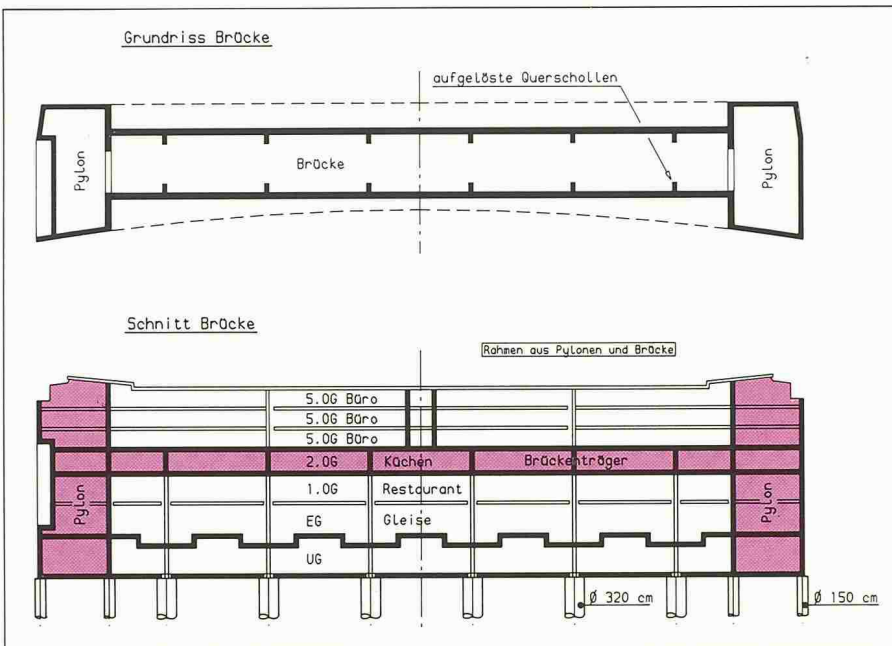 Grundriss Brücke
aufgelöste Querschollen
Pylon
Brücke
Pylon
Schnitt Brücke
Rahmen aus Pylonen und Brücke
5.OG Büro
5.OG Büro
5.OG Büro
2.OG Küchen Brückenträger
1.OG Restaurant
Pylon
EG Gleise
Pylon
UG
Ø 320 cm
Ø 150 cm